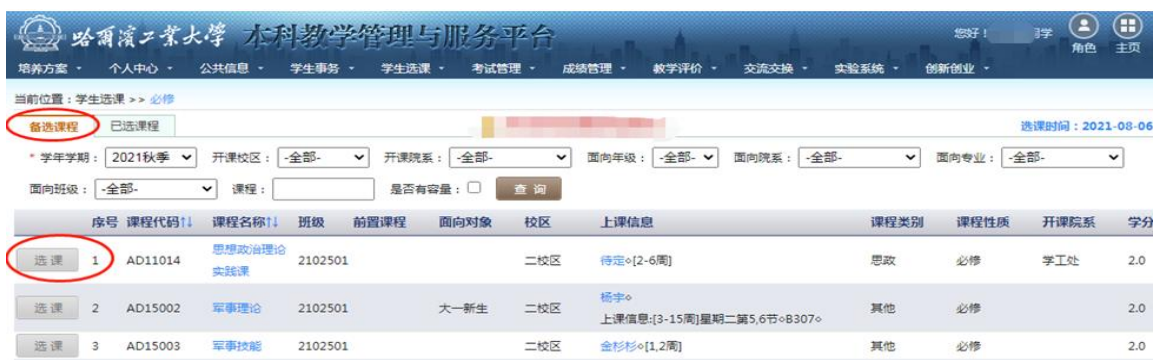 哈尔滨工业大学 本科教学管理与服务平台 您好！ 同学 角色 主页
培养方案 个人中心 公共信息 学生事务 学生选课 考试管理 成绩管理 教学评价 交流交换 实验系统 创新创业
当前位置：学生选课 >> 必修
备选课程 已选课程 选课时间：2021-08-06
* 学年学期： 2021秋季 开课校区： -全部- 开课院系： -全部- 面向年级： -全部- 面向院系： -全部- 面向专业： -全部-
面向班级： -全部- 课程： 是否有容量： 查 询
序号 课程代码↑↓ 课程名称↑↓ 班级 前置课程 面向对象 校区 上课信息 课程类别 课程性质 开课院系 学分
选 课 1 AD11014 思想政治理论 2102501 二校区 待定◇[2-6周] 思政 必修 学工处 2.0
实践课
选 课 2 AD15002 军事理论 2102501 大一新生 二校区 杨宇◇ 其他 必修 2.0
上课信息:[3-15周]星期二第5,6节◇B307◇
选 课 3 AD15003 军事技能 2102501 二校区 金杉杉◇[1,2周] 其他 必修 2.0